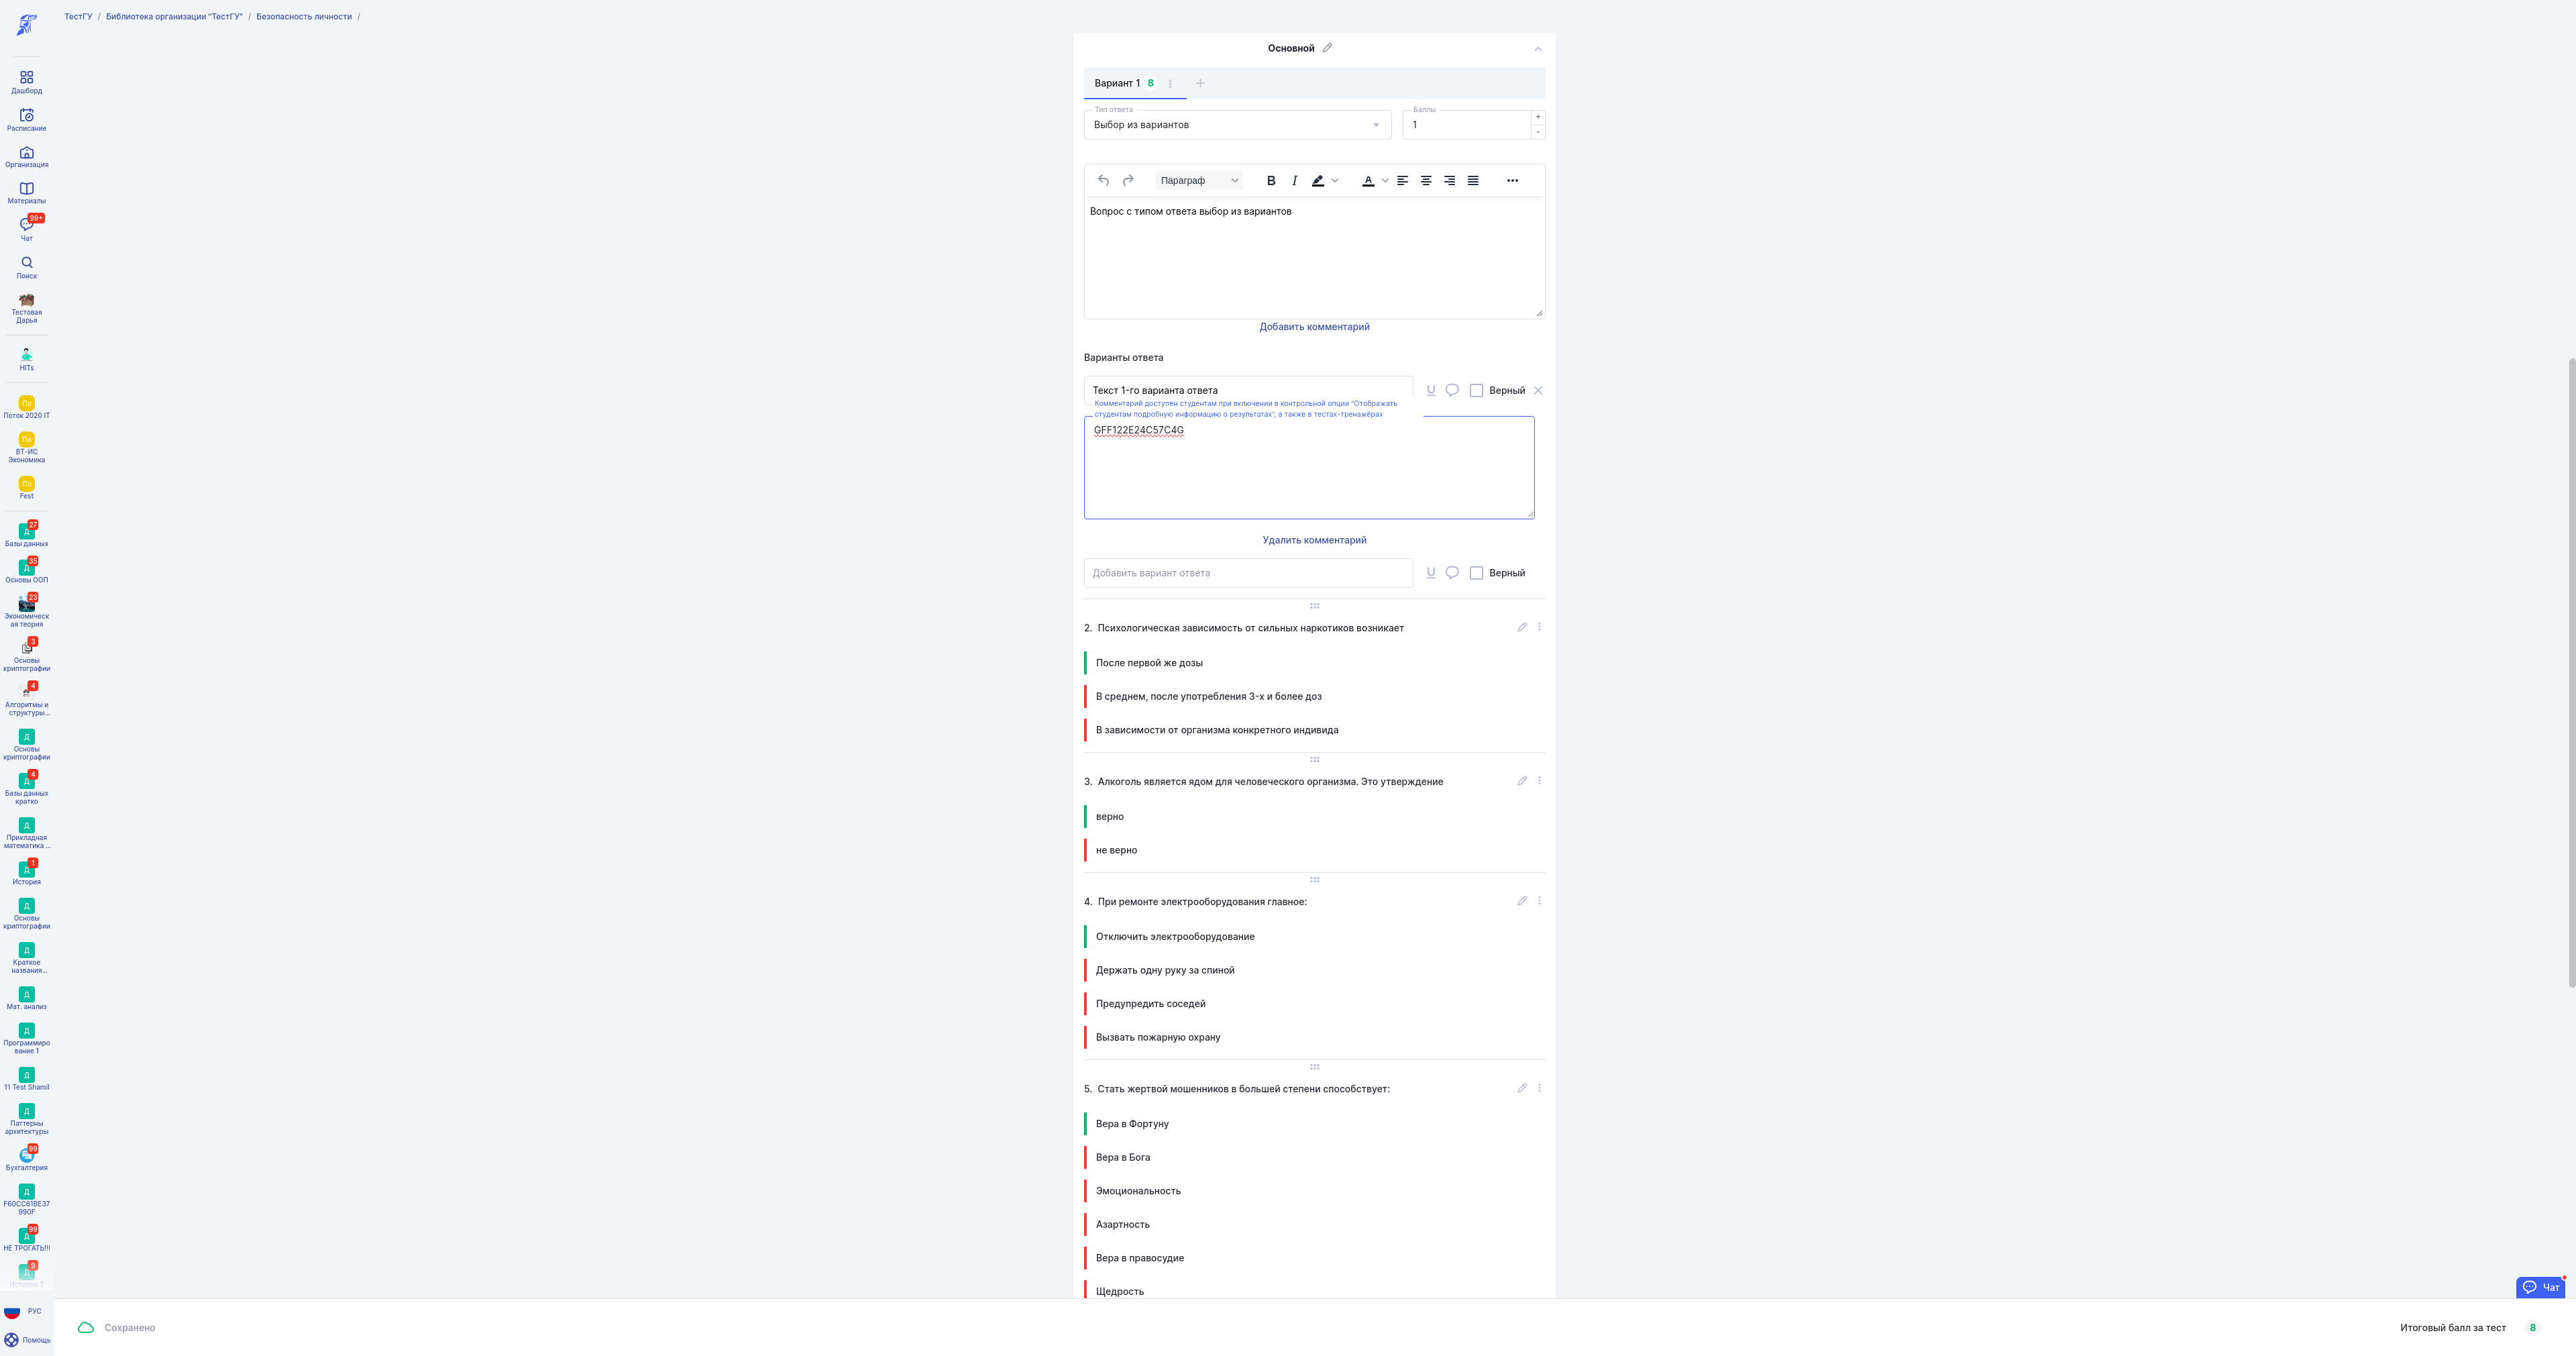 ТестГУ / Библиотека организации "ТестГУ" / Безопасность личности /
Дашборд
Расписание
Организация
Материалы
99+
Чат
Поиск
Тестовая
Дарья
HITs
По
Поток 2020 IT
По
ВТ-ИС
Экономика
По
Fest
27
Д
Базы данных
35
Д
Основы ООП
23
Экономическ
ая теория
3
Основы
криптографии
4
Алгоритмы и
структуры...
Д
Основы
криптографии
4
Д
Базы данных
кратко
Д
Прикладная
математика ...
1
Д
История
Д
Основы
криптографии
Д
Краткое
названия...
Д
Мат. анализ
Д
Программиро
вание 1
Д
11 Test Shamil
Д
Паттерны
архитектуры
99
Бухгалтерия
Д
F60CC61BE37
990F
99
Д
НЕ ТРОГАТЬ!!!
9
Д
История 2
РУС
Помощь
Основной
Вариант 1 8
Тип ответа
Выбор из вариантов
Баллы
1
+
-
Параграф
B I A
Вопрос с типом ответа выбор из вариантов
Добавить комментарий
Варианты ответа
Текст 1-го варианта ответа
Верный
Комментарий доступен студентам при включении в контрольной опции "Отображать
студентам подробную информацию о результатах", а также в тестах-тренажёрах
GFF122E24C57C4G
Удалить комментарий
Добавить вариант ответа
Верный
2. Психологическая зависимость от сильных наркотиков возникает
После первой же дозы
В среднем, после употребления 3-х и более доз
В зависимости от организма конкретного индивида
3. Алкоголь является ядом для человеческого организма. Это утверждение
верно
не верно
4. При ремонте электрооборудования главное:
Отключить электрооборудование
Держать одну руку за спиной
Предупредить соседей
Вызвать пожарную охрану
5. Стать жертвой мошенников в большей степени способствует:
Вера в Фортуну
Вера в Бога
Эмоциональность
Азартность
Вера в правосудие
Щедрость
Чат
Сохранено
Итоговый балл за тест 8